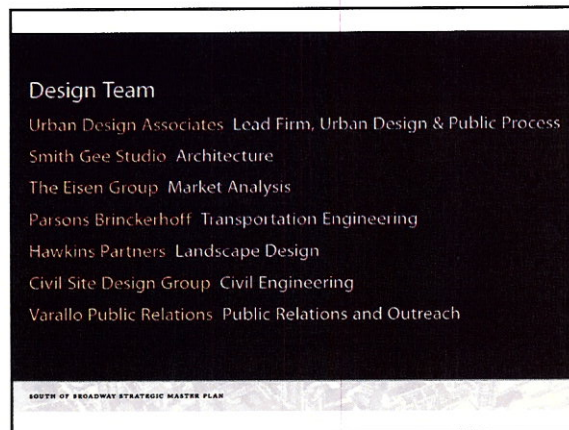 Design Team
Urban Design Associates Lead Firm, Urban Design & Public Process
Smith Gee Studio Architecture
The Eisen Group Market Analysis
Parsons Brinckerhoff Transportation Engineering
Hawkins Partners Landscape Design
Civil Site Design Group Civil Engineering
Varallo Public Relations Public Relations and Outreach
SOUTH OF BROADWAY STRATEGIC MASTER PLAN